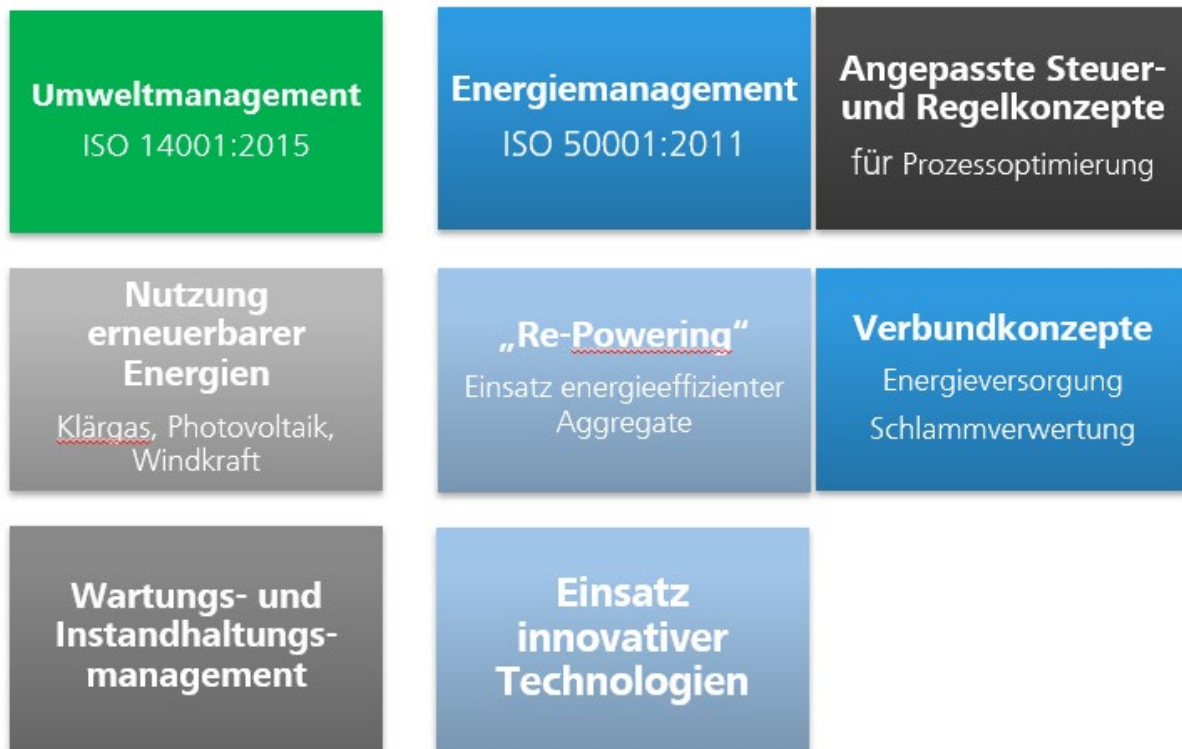 Umweltmanagement
ISO 14001:2015
Energiemanagement
ISO 50001:2011
Angepasste Steuer-
und Regelkonzepte
für Prozessoptimierung
Nutzung
erneuerbarer
Energien
Klärgas, Photovoltaik,
Windkraft
„Re-Powering“
Einsatz energieeffizienter
Aggregate
Verbundkonzepte
Energieversorgung
Schlammverwertung
Wartungs- und
Instandhaltungs-
management
Einsatz
innovativer
Technologien